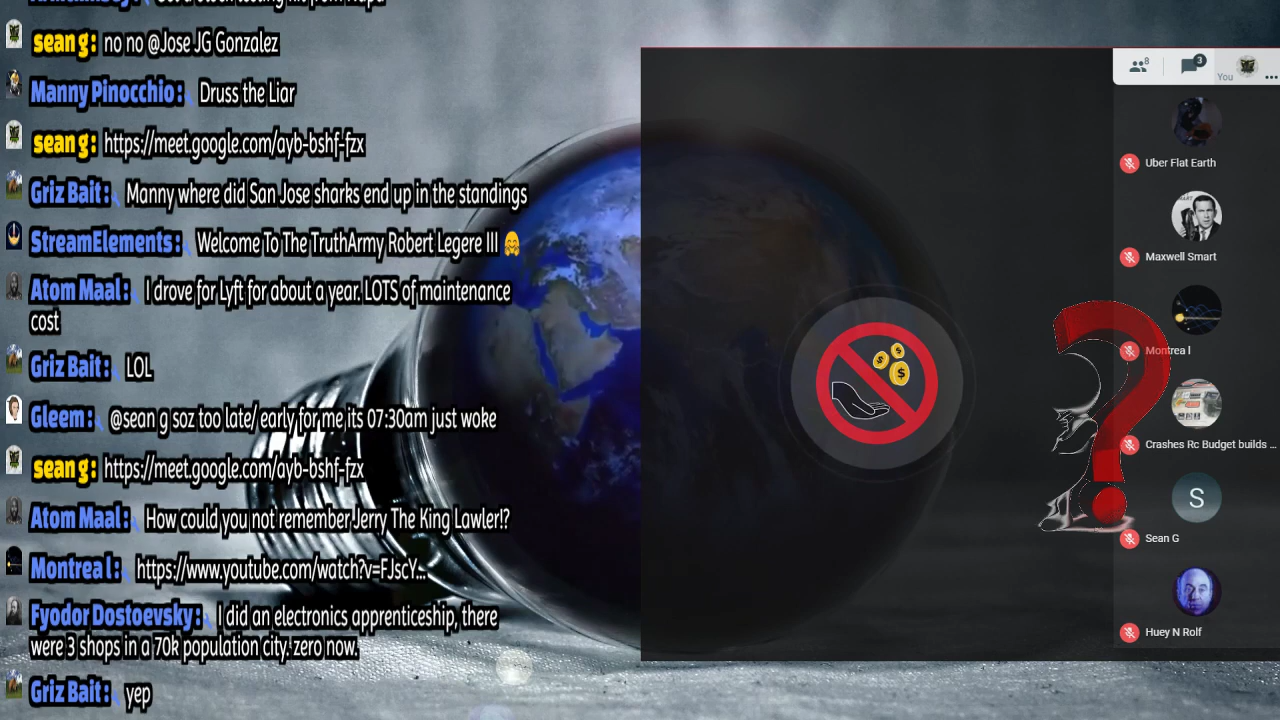 sean g: no no @Jose JG Gonzalez
Manny Pinocchio: Druss the Liar
sean g: https://meet.google.com/ayb-bshf-fzx
Griz Bait: Manny where did San Jose sharks end up in the standings
StreamElements: Welcome To The TruthArmy Robert Legere III 🤗
Atom Maal: I drove for Lyft for about a year. LOTS of maintenance
cost
Griz Bait: LOL
Gleem: @sean g soz too late/ early for me its 07:30am just woke
sean g: https://meet.google.com/ayb-bshf-fzx
Atom Maal: How could you not remember Jerry The King Lawler!?
Montrea l: https://www.youtube.com/watch?v=FJscY...
Fyodor Dostoevsky: I did an electronics apprenticeship, there
were 3 shops in a 70k population city. zero now.
Griz Bait: yep
8
3
You
Uber Flat Earth
Maxwell Smart
Montrea l
Crashes Rc Budget builds ...
S
Sean G
Huey N Rolf
?
$
$
$